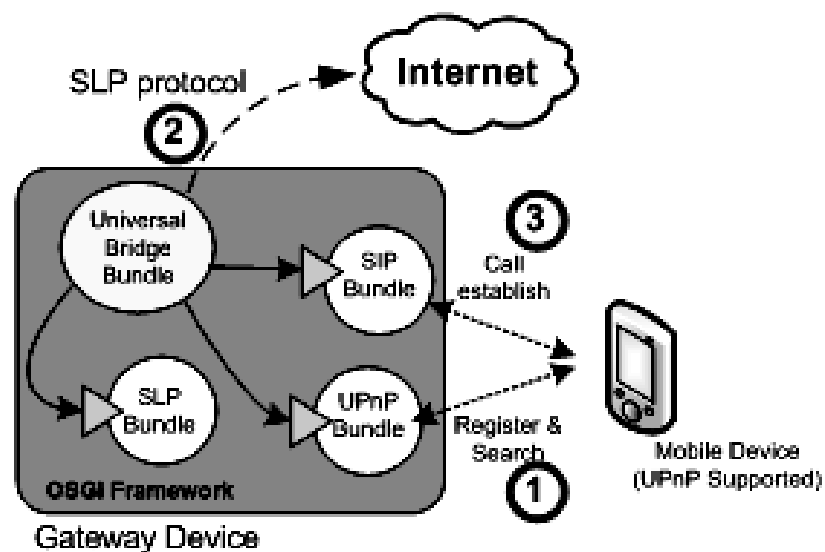 SLP protocol
Internet
2
Universal
Bridge
Bundle
3
SIP
Bundle
Call
establish
SLP
Bundle
UPnP
Bundle
Register &
Search
1
Mobile Device
(UPnP Supported)
OSGI Framework
Gateway Device